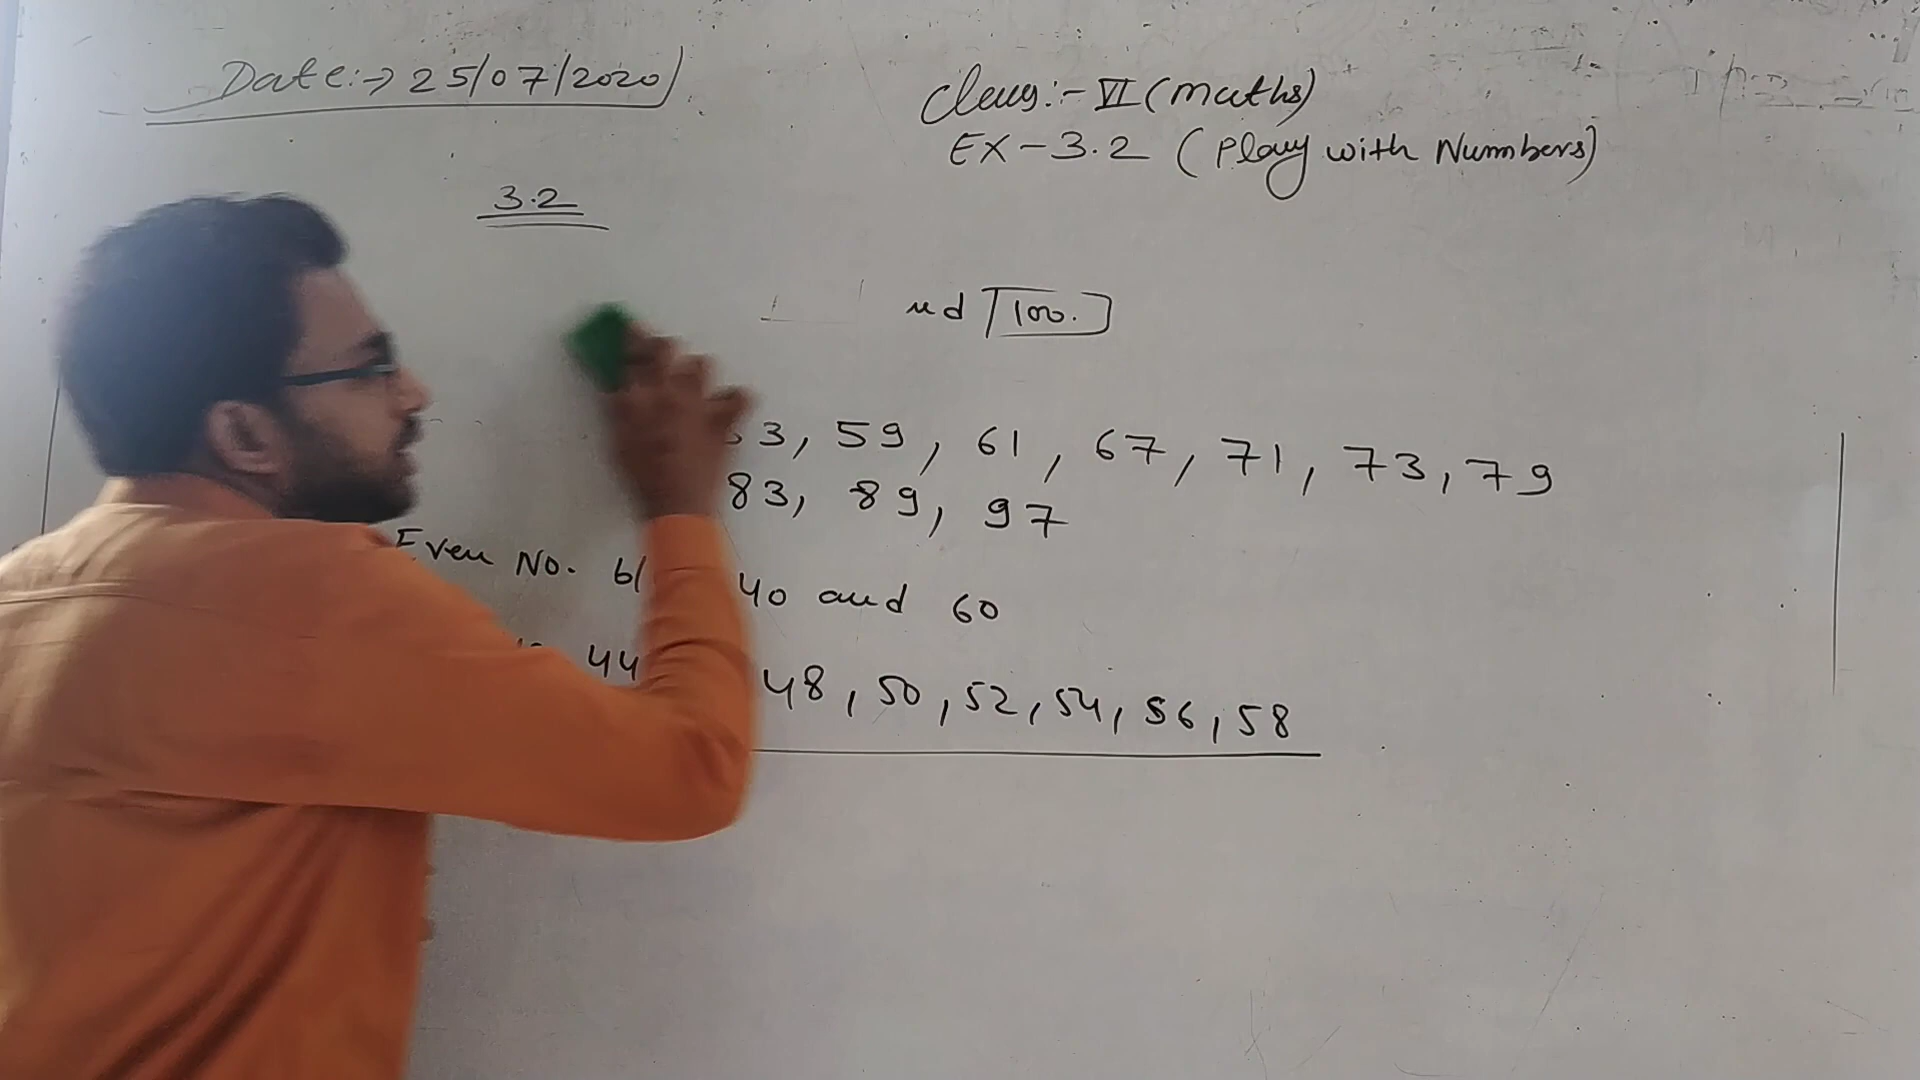 Date:→ 25/07/2020
Class:- VI (Maths)
EX-3.2 (Play with Numbers)
3.2
nd 100.
53, 59, 61, 67, 71, 73, 79
83, 89, 97
Even No. b/ 40 and 60
44 48, 50, 52, 54, 56, 58